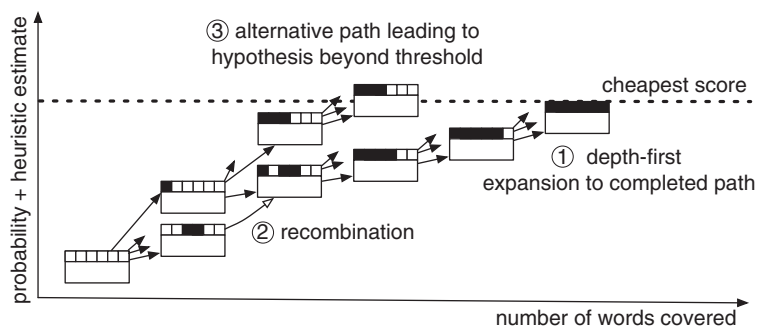 ③ alternative path leading to
hypothesis beyond threshold
cheapest score
① depth-first
expansion to completed path
② recombination
probability + heuristic estimate
number of words covered